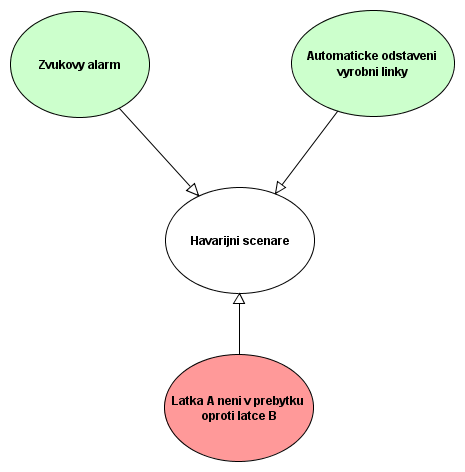 Zvukovy alarm
Automaticke odstaveni
vyrobni linky
Havarijni scenare
Latka A neni v prebytku
oproti latce B